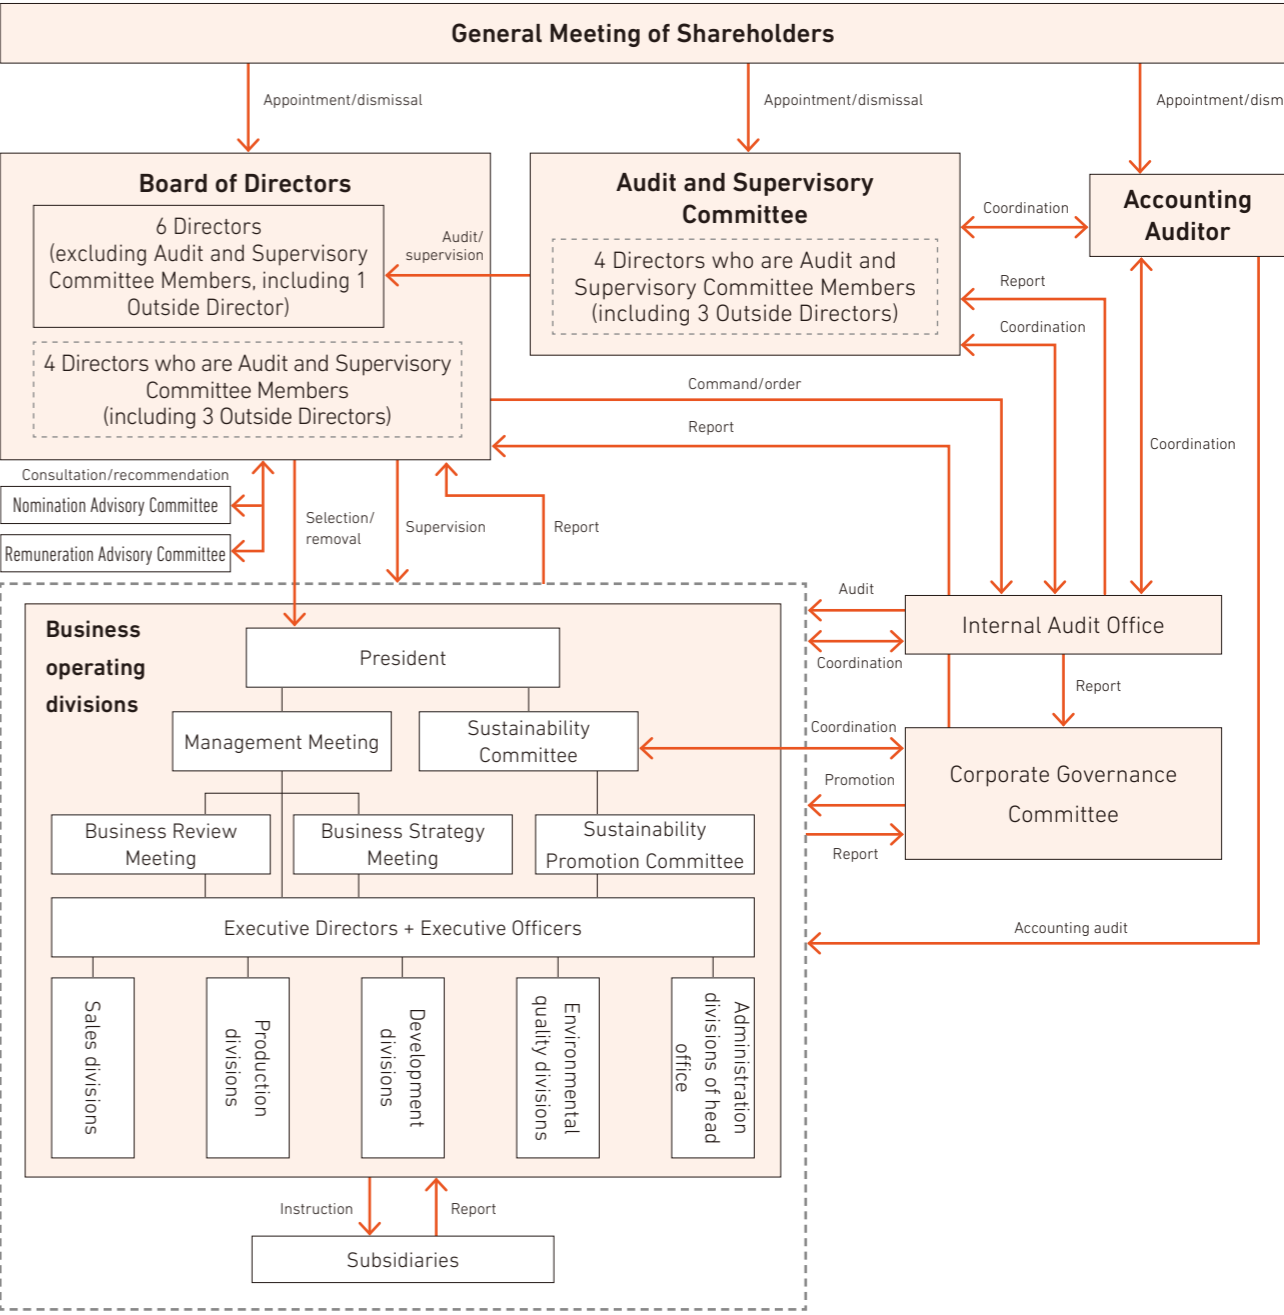 General Meeting of Shareholders
Appointment/dismissal
Appointment/dismissal
Appointment/dism
Board of Directors
6 Directors
(excluding Audit and Supervisory
Committee Members, including 1
Outside Director)
4 Directors who are Audit and Supervisory
Committee Members
(including 3 Outside Directors)
Audit/
supervision
Audit and Supervisory
Committee
4 Directors who are Audit and
Supervisory Committee Members
(including 3 Outside Directors)
Coordination
Accounting
Auditor
Report
Coordination
Command/order
Report
Coordination
Consultation/recommendation
Nomination Advisory Committee
Remuneration Advisory Committee
Selection/
removal
Supervision
Report
Business
operating
divisions
President
Management Meeting
Sustainability
Committee
Business Review
Meeting
Business Strategy
Meeting
Sustainability
Promotion Committee
Executive Directors + Executive Officers
Sales divisions
Production
divisions
Development
divisions
Environmental
quality divisions
Administration
divisions of head
office
Instruction
Report
Subsidiaries
Audit
Coordination
Internal Audit Office
Report
Coordination
Promotion
Report
Corporate Governance
Committee
Accounting audit